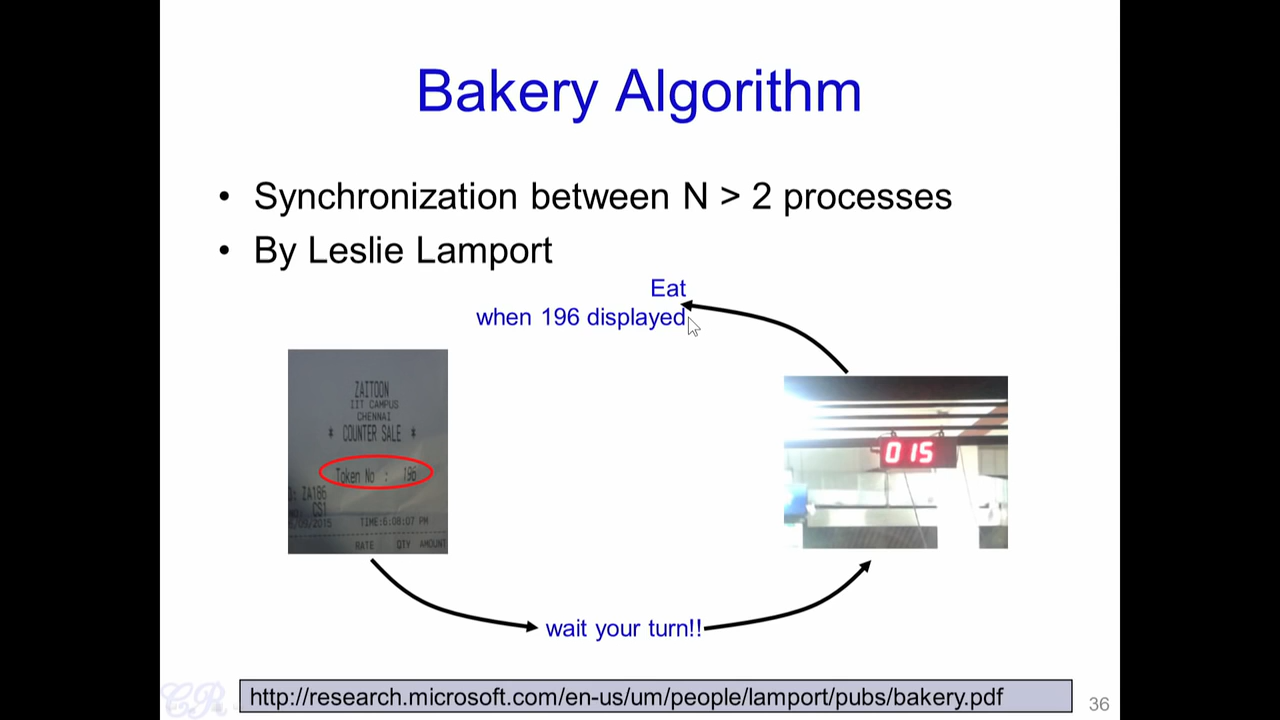 Bakery Algorithm
• Synchronization between N > 2 processes
• By Leslie Lamport
Eat
when 196 displayed
ZAITOON
IIT CAMPUS
CHENNAI
* COUNTER SALE *
Token No : 196
: ZA186
CS1
/09/2015 TIME:6:08:07 PM
RATE QTY AMOUNT
015
wait your turn!!
http://research.microsoft.com/en-us/um/people/lamport/pubs/bakery.pdf
36